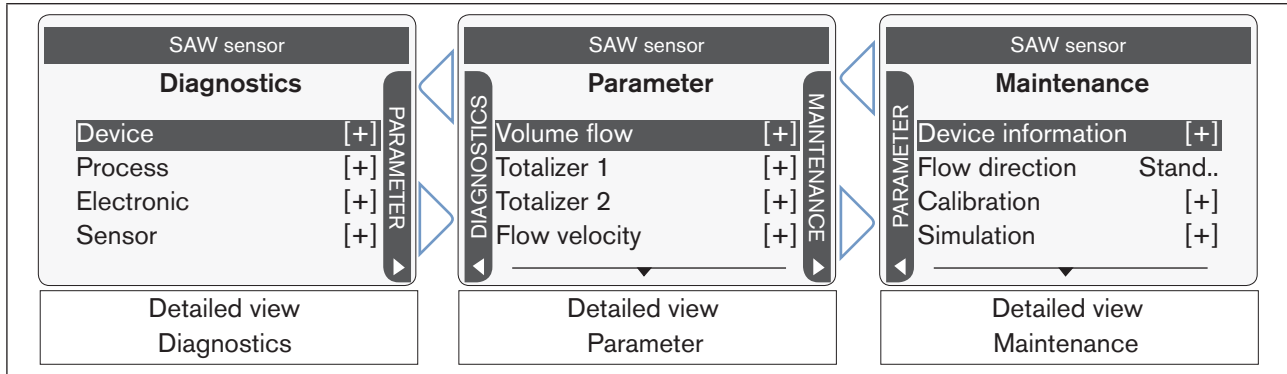 SAW sensor
Diagnostics
Device [+]
Process [+]
Electronic [+]
Sensor [+]
PARAMETER
Detailed view
Diagnostics
SAW sensor
Parameter
DIAGNOSTICS
Volume flow [+]
Totalizer 1 [+]
Totalizer 2 [+]
Flow velocity [+]
MAINTENANCE
Detailed view
Parameter
SAW sensor
Maintenance
PARAMETER
Device information [+]
Flow direction Stand..
Calibration [+]
Simulation [+]
Detailed view
Maintenance